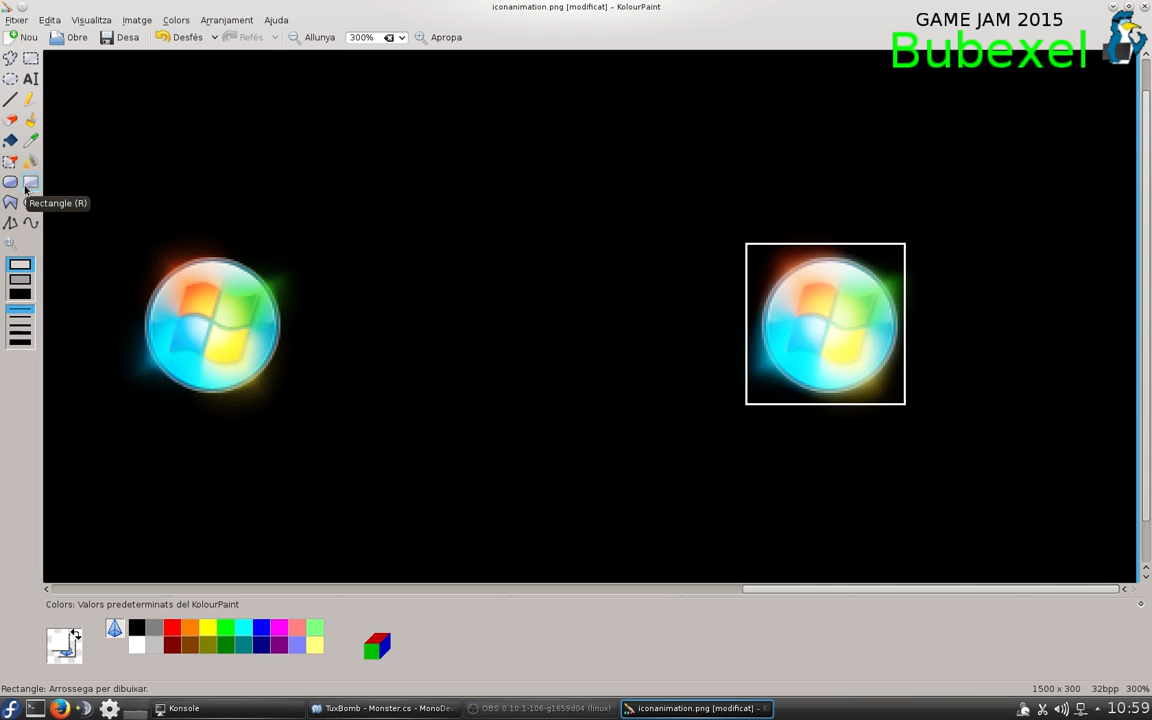 iconanimation.png [modificat] – KolourPaint
Fitxer Edita Visualitza Imatge Colors Arranjament Ajuda
Nou Obre Desa Desfés Refés Allunya 300% Apropa
GAME JAM 2015
Bubexel
AI
Rectangle (R)
Colors: Valors predeterminats del KolourPaint
Rectangle: Arrossega per dibuixar.
1500 x 300 32bpp 300%
Konsole
TuxBomb - Monster.cs - MonoDev
OBS 0.10.1-106-g1659d04 (linux)
iconanimation.png [modificat] – K
10:59